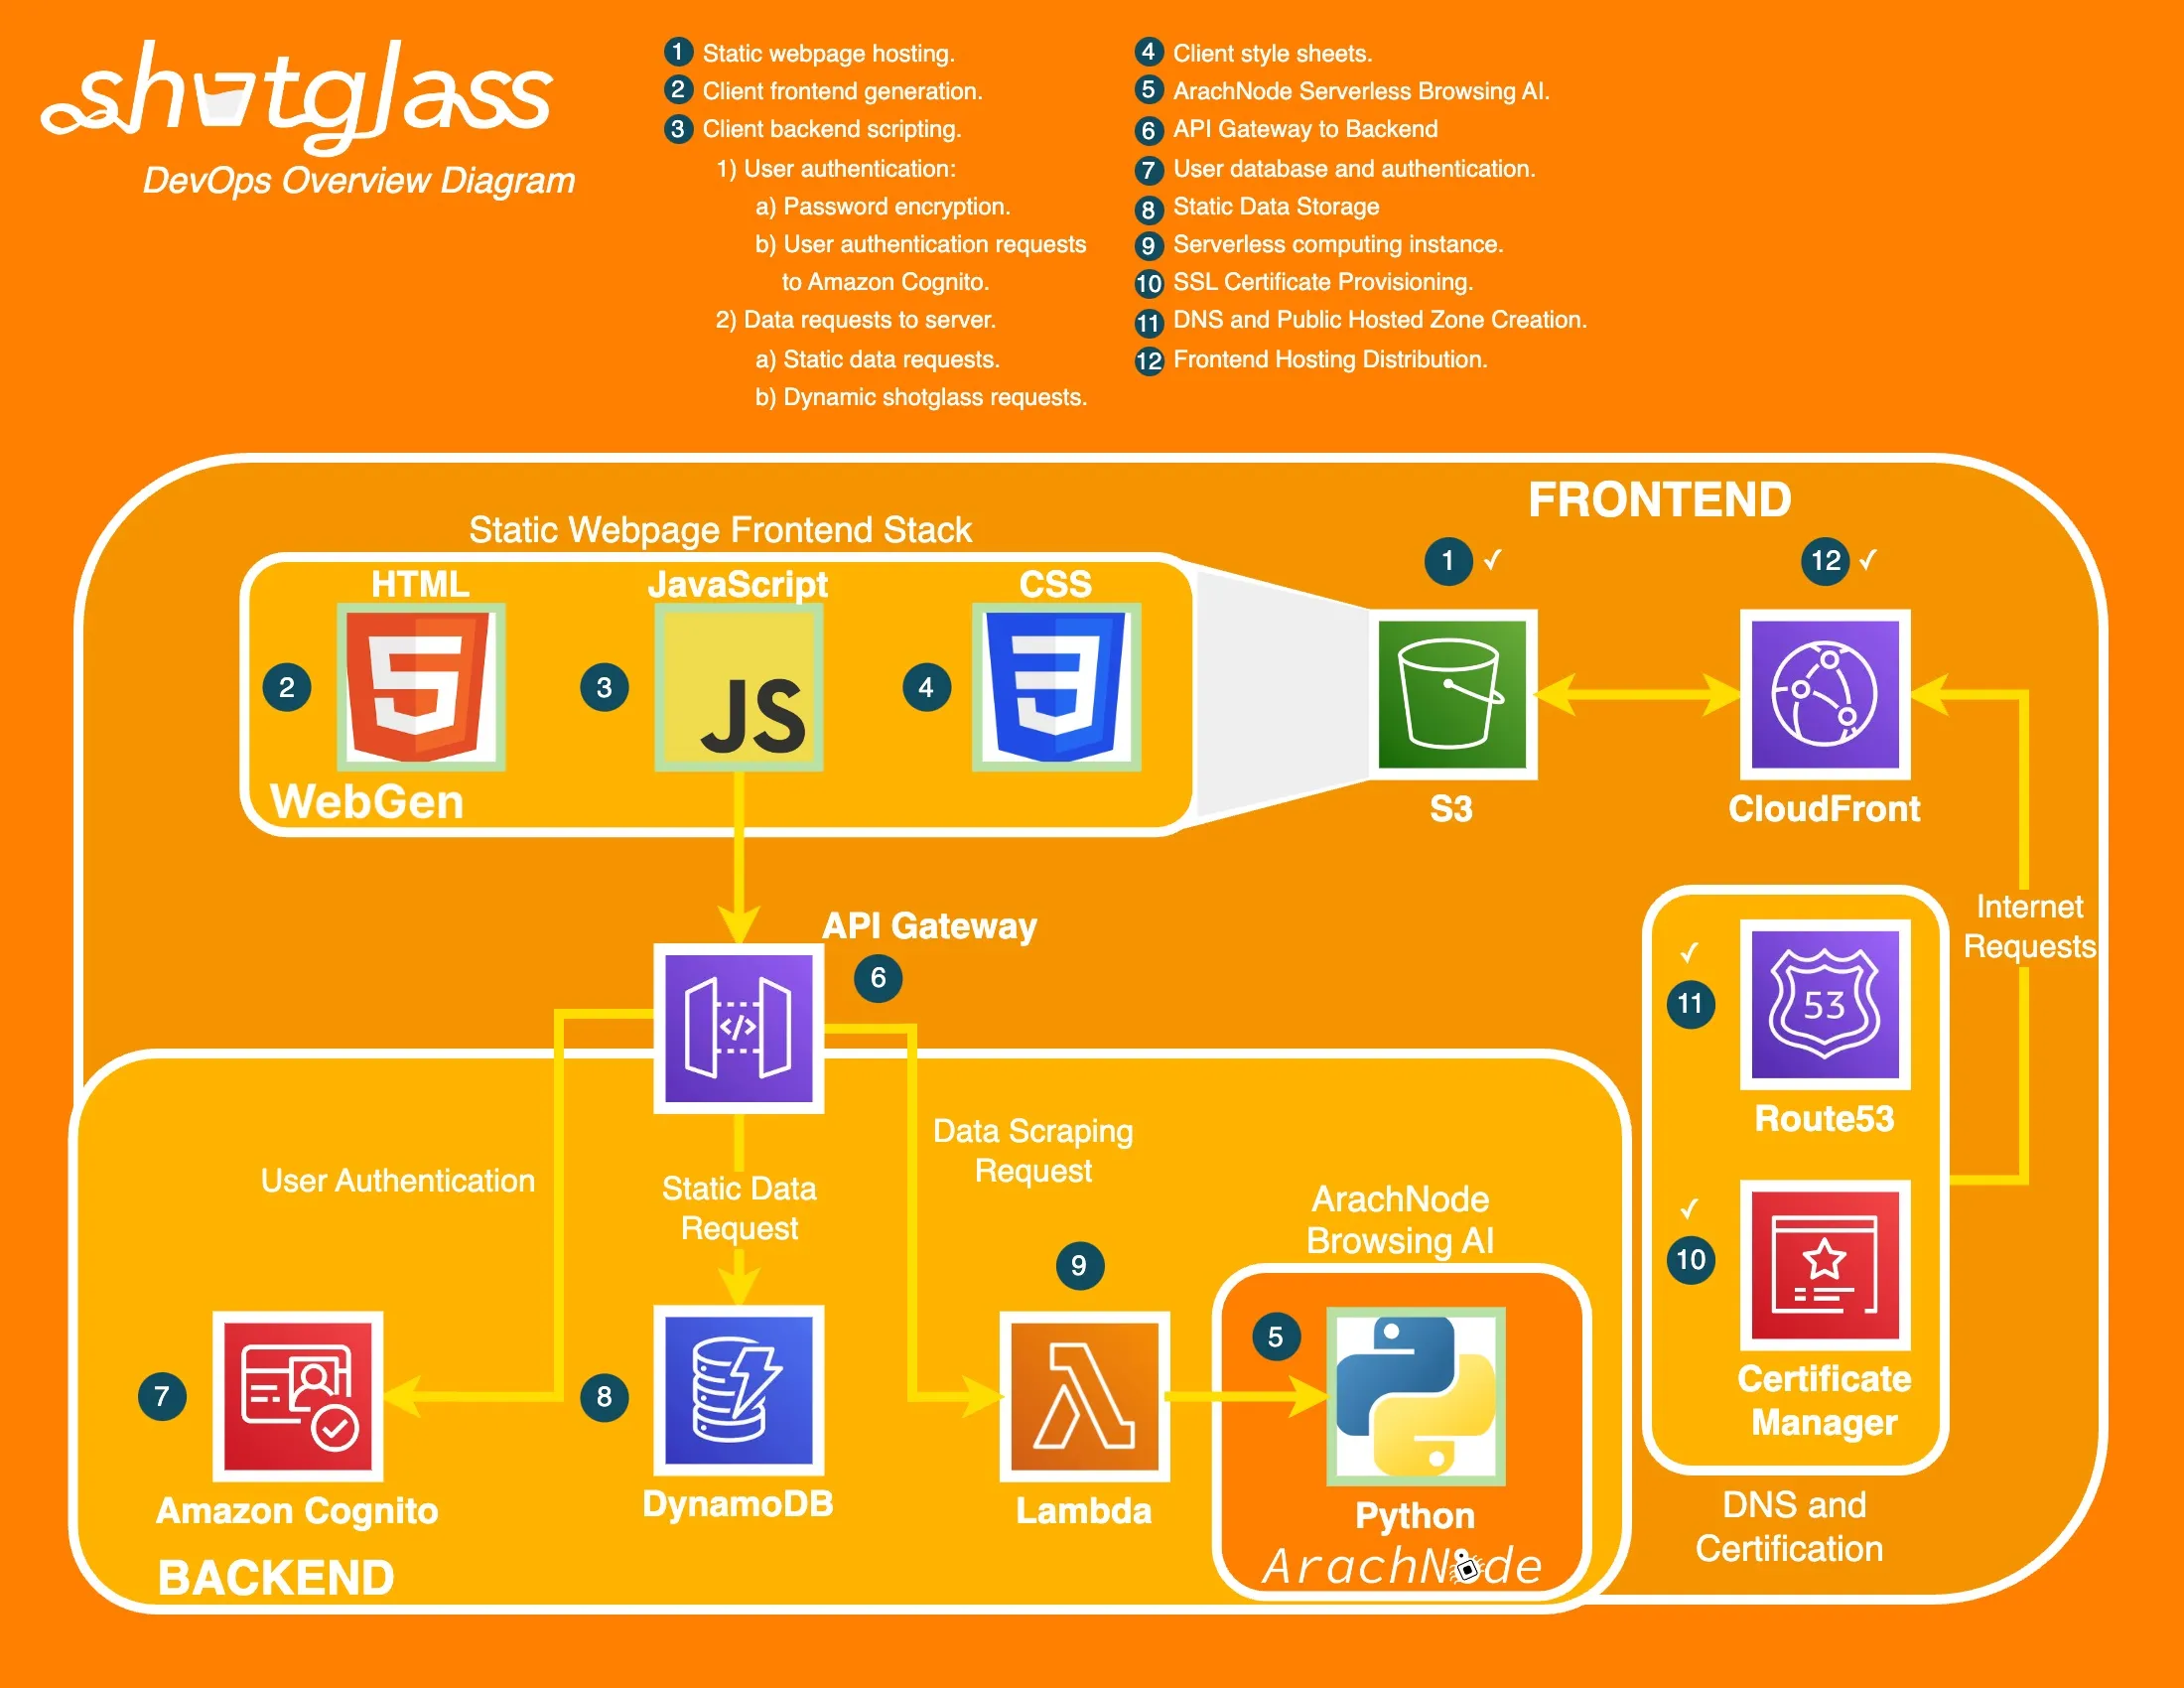 shotglass
DevOps Overview Diagram
1 Static webpage hosting.
2 Client frontend generation.
3 Client backend scripting.
1) User authentication:
a) Password encryption.
b) User authentication requests
to Amazon Cognito.
2) Data requests to server.
a) Static data requests.
b) Dynamic shotglass requests.
4 Client style sheets.
5 ArachNode Serverless Browsing AI.
6 API Gateway to Backend
7 User database and authentication.
8 Static Data Storage
9 Serverless computing instance.
10 SSL Certificate Provisioning.
11 DNS and Public Hosted Zone Creation.
12 Frontend Hosting Distribution.
FRONTEND
Static Webpage Frontend Stack
HTML
JavaScript
CSS
2
3
JS
4
WebGen
1 ✓
S3
12 ✓
CloudFront
Internet
Requests
API Gateway
6
</>
✓
11
53
Route53
✓
10
Certificate
Manager
DNS and
Certification
User Authentication
Static Data
Request
Data Scraping
Request
ArachNode
Browsing AI
7
Amazon Cognito
8
DynamoDB
9
Lambda
5
Python
ArachNode
BACKEND